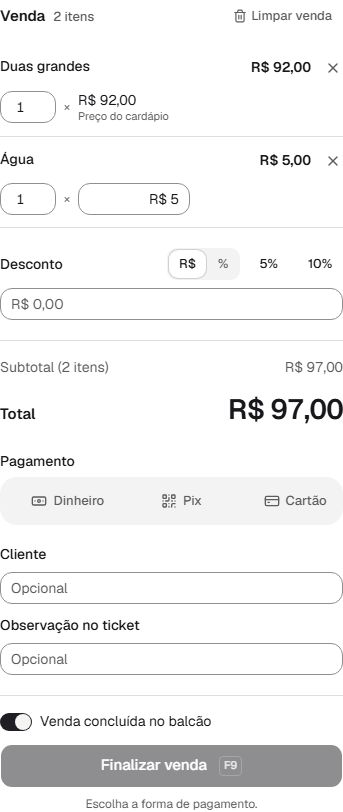 Venda 2 itens Limpar venda
Duas grandes R$ 92,00 ×
1 × R$ 92,00
Preço do cardápio
Água R$ 5,00 ×
1 × R$ 5
Desconto R$ % 5% 10%
R$ 0,00
Subtotal (2 itens) R$ 97,00
Total R$ 97,00
Pagamento
Dinheiro Pix Cartão
Cliente
Opcional
Observação no ticket
Opcional
Venda concluída no balcão
Finalizar venda F9
Escolha a forma de pagamento.